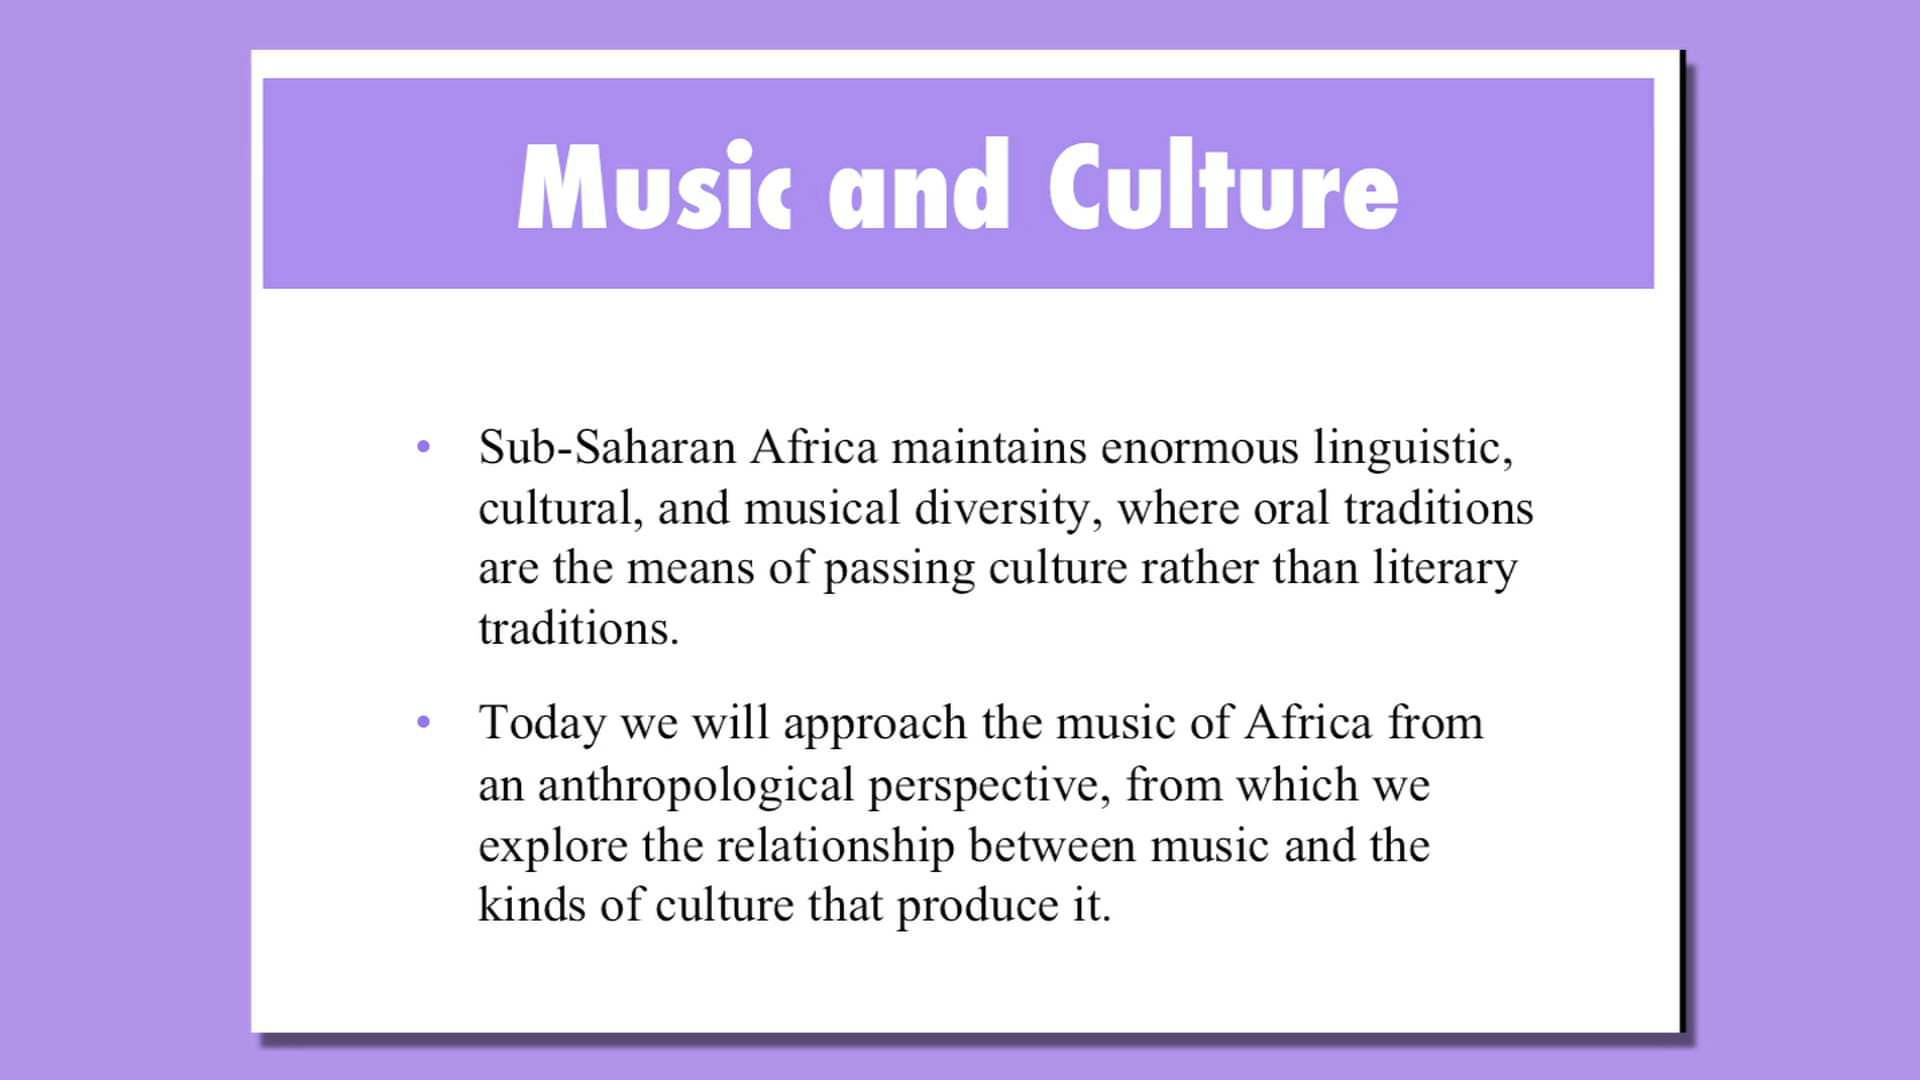 Music and Culture
• Sub-Saharan Africa maintains enormous linguistic,
cultural, and musical diversity, where oral traditions
are the means of passing culture rather than literary
traditions.
• Today we will approach the music of Africa from
an anthropological perspective, from which we
explore the relationship between music and the
kinds of culture that produce it.